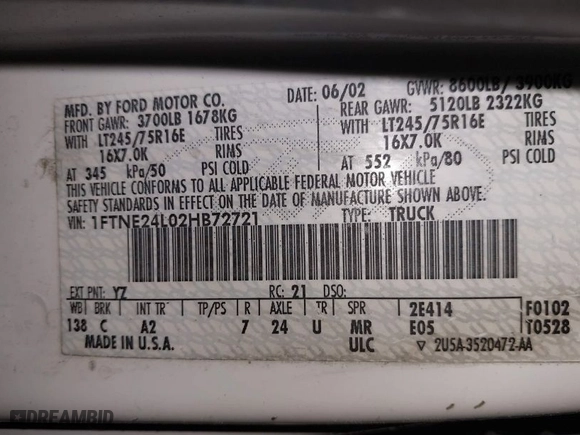 MFD. BY FORD MOTOR CO.
DATE: 06/02
GVWR: 8600LB/ 3900KG
FRONT GAWR: 3700LB 1678KG
REAR GAWR: 5120LB 2322KG
WITH LT245/75R16E TIRES
WITH LT245/75R16E TIRES
16X7.0K RIMS
16X7.0K RIMS
AT 345 kPa/50 PSI COLD
AT 552 kPa/80 PSI COLD
THIS VEHICLE CONFORMS TO ALL APPLICABLE FEDERAL MOTOR VEHICLE
SAFETY STANDARDS IN EFFECT ON THE DATE OF MANUFACTURE SHOWN ABOVE.
VIN: 1FTNE24L02HB72721
TYPE: TRUCK
EXT PNT: YZ
RC: 21
DSO:
WB BRK INT TR TP/PS R AXLE TR SPR
2E414
F0102
138 C A2 7 24 U MR
E05
T0528
MADE IN U.S.A.
ULC
▽ 2U5A-3520472-AA
DREAMBID